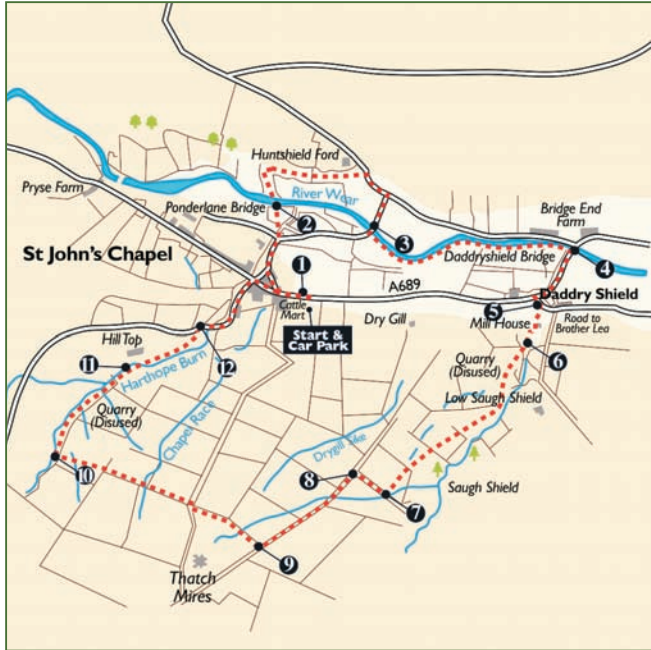 Huntshield Ford
Pryse Farm
River Wear
Ponderlane Bridge
2
3
Bridge End
Farm
St John's Chapel
Daddryshield Bridge
4
1
A689
Daddry Shield
Cattle
Mart
5
Start &
Car Park
Dry Gill
Mill House
Road to
Brother Lea
Hill Top
12
6
11
Harthope Burn
Quarry
(Disused)
Quarry
(Disused)
Chapel Race
Low Saugh Shield
Drygill Sike
8
10
Saugh Shield
7
9
Thatch
Mires